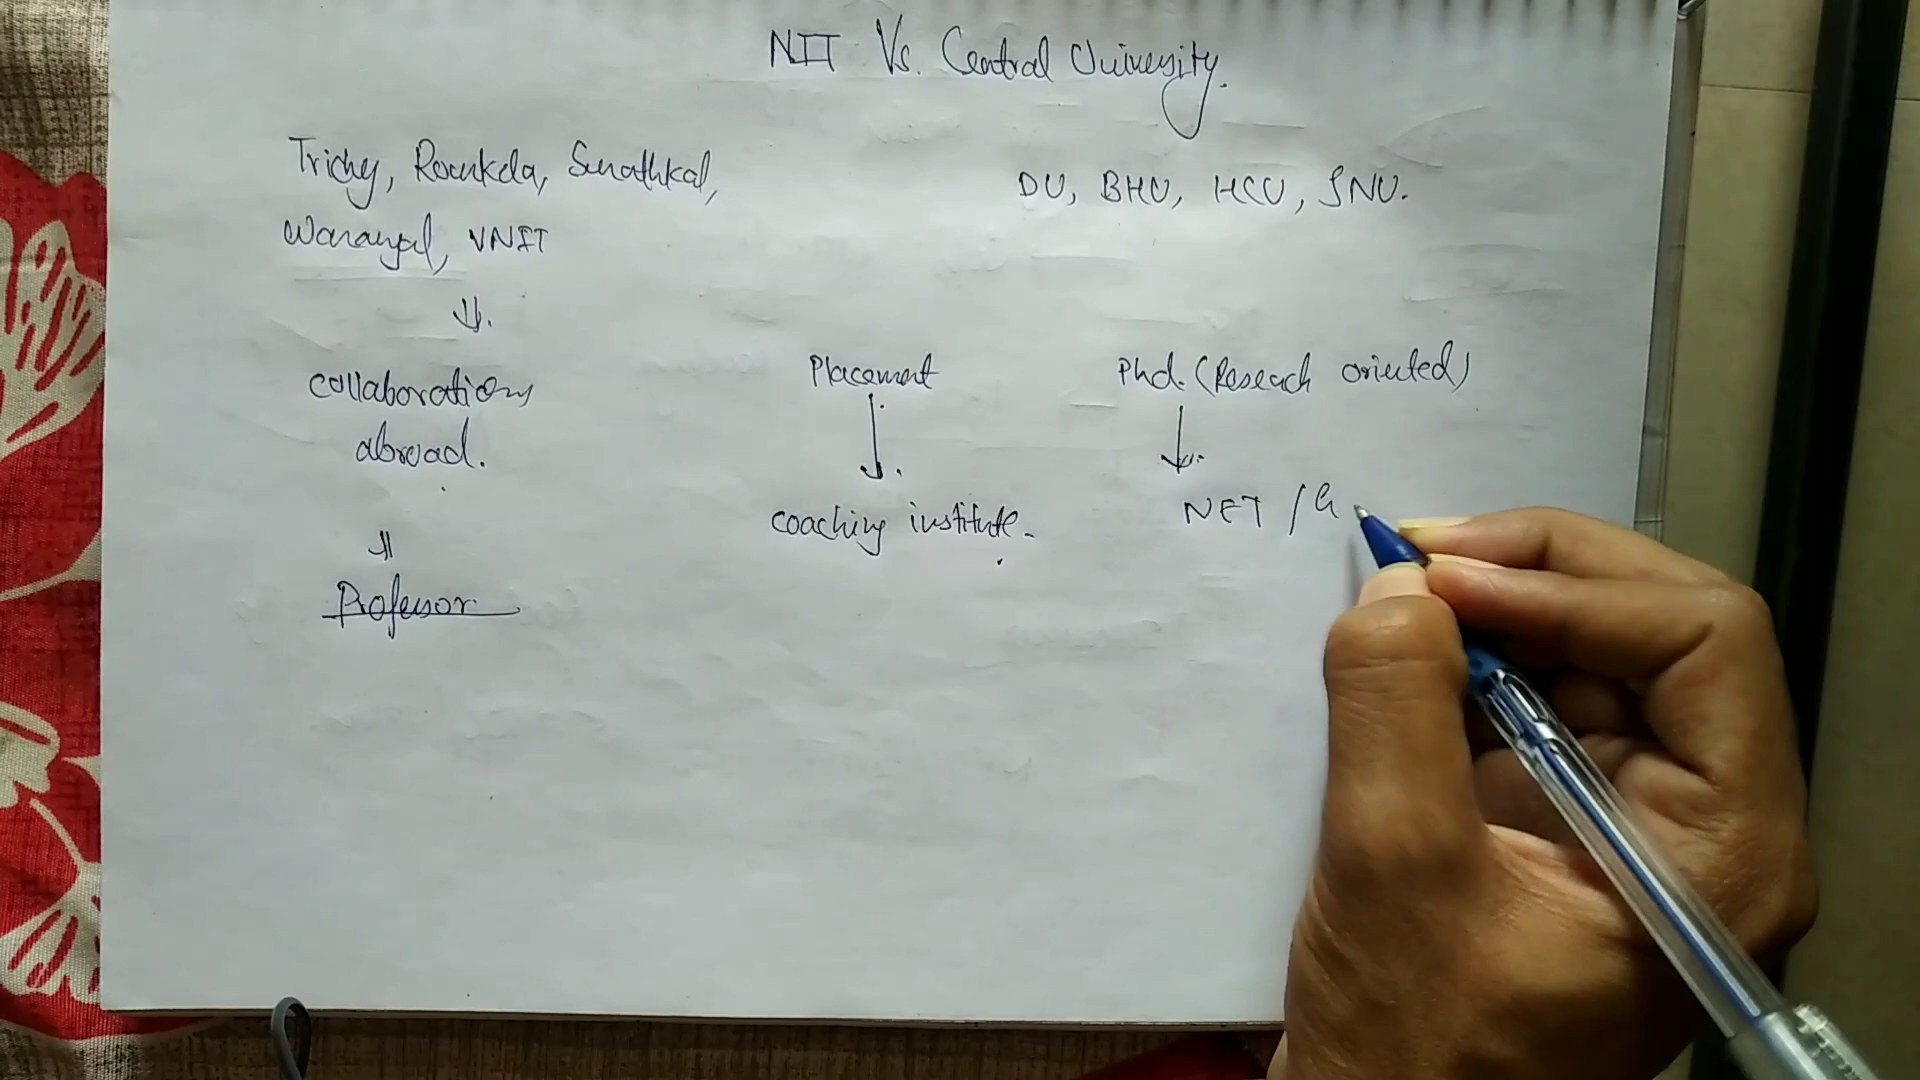 NIT Vs. Central University.
Trichy, Rourkela, Surathkal,
Warangal, VNIT
DU, BHU, HCU, JNU.
collaborations
abroad.
Professor
Placement
coaching institute.
Phd. (Reseach oriented)
NET / G